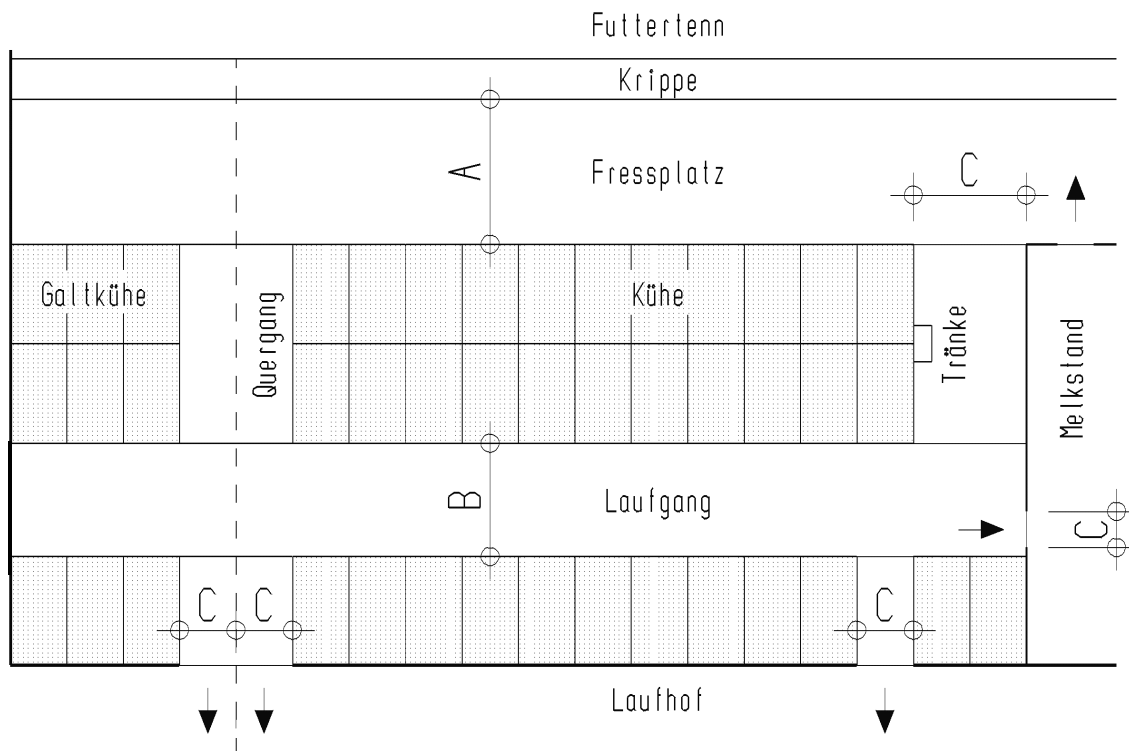 Futtertenn
Krippe
A
Fressplatz
C
Galtkühe
Quergang
Kühe
Tränke
Melkstand
B
Laufgang
C
C
C
C
Laufhof